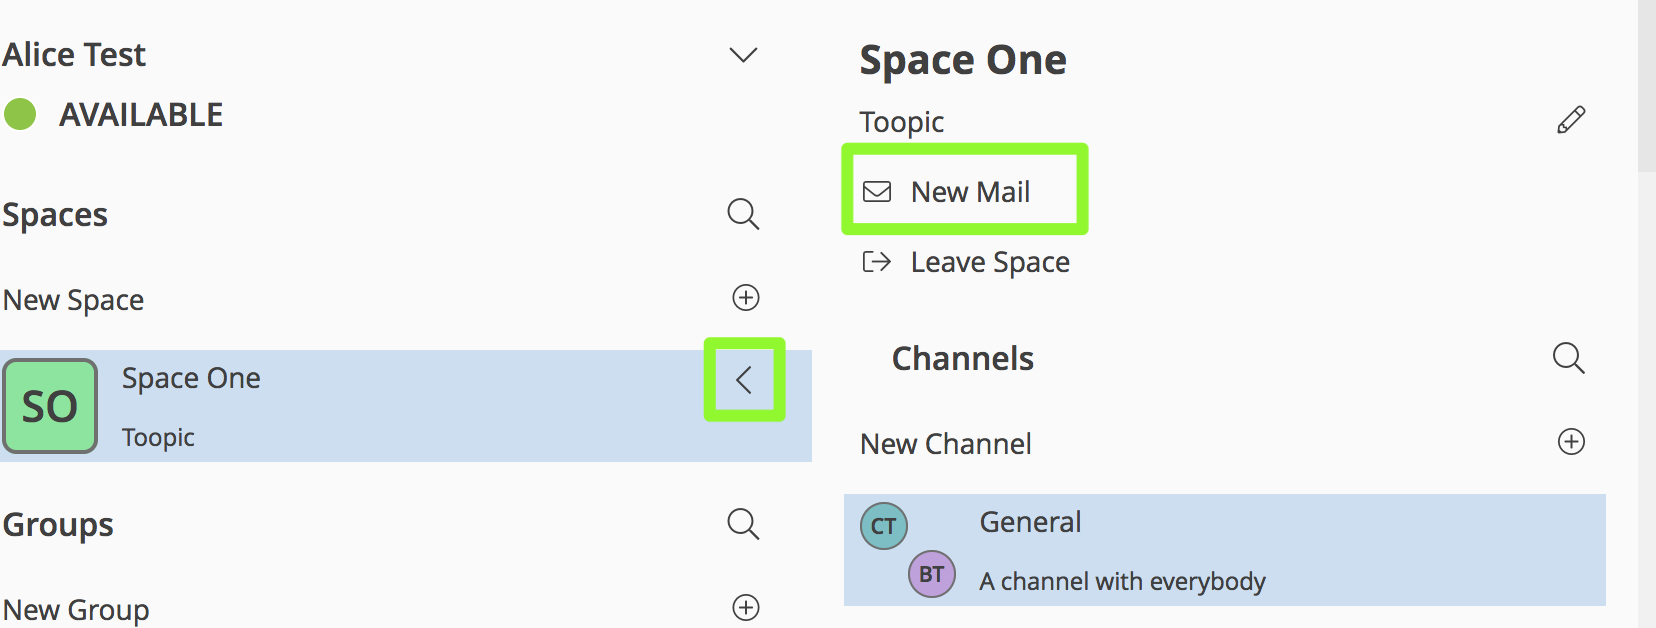 Alice Test
AVAILABLE
Spaces
New Space
SO
Space One
Toopic
Groups
New Group
Space One
Toopic
New Mail
Leave Space
Channels
New Channel
CT
General
BT
A channel with everybody